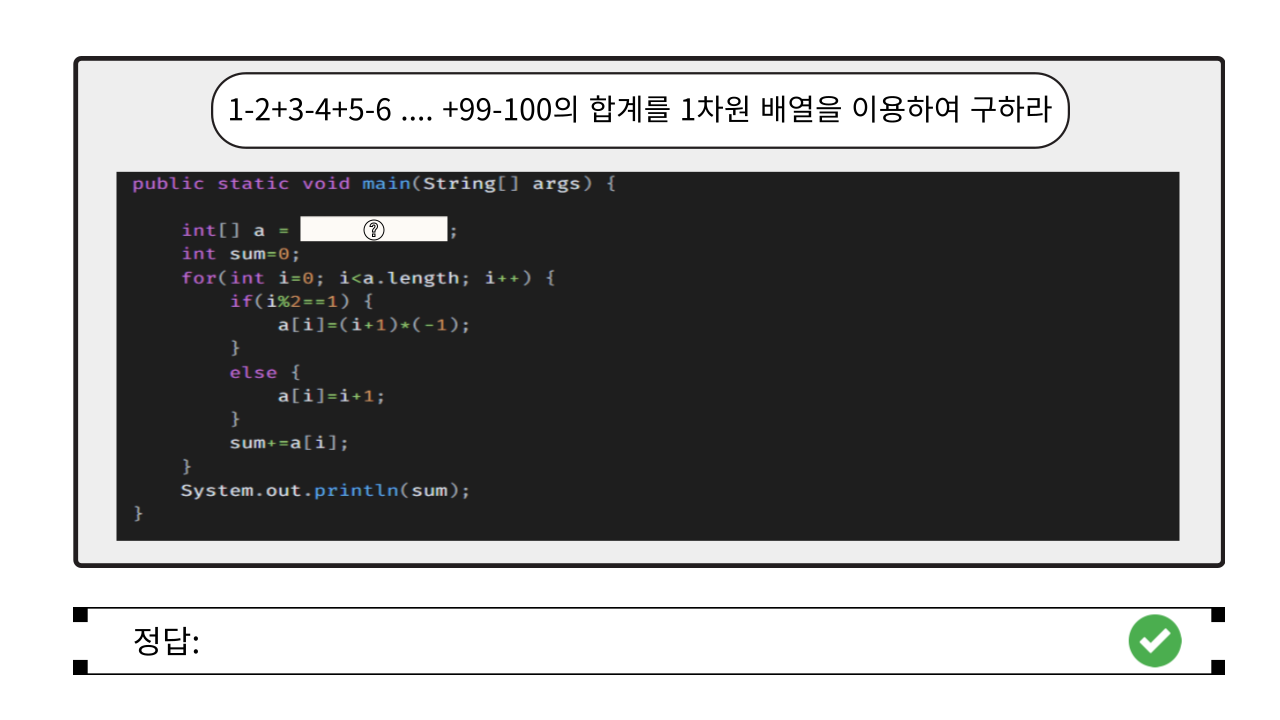 1-2+3-4+5-6 .... +99-100의 합계를 1차원 배열을 이용하여 구하라
public static void main(String[] args) {
int[] a = ?;
int sum=0;
for(int i=0; i<a.length; i++) {
if(i%2==1) {
a[i]=(i+1)*(-1);
}
else {
a[i]=i+1;
}
sum+=a[i];
}
System.out.println(sum);
}
정답: